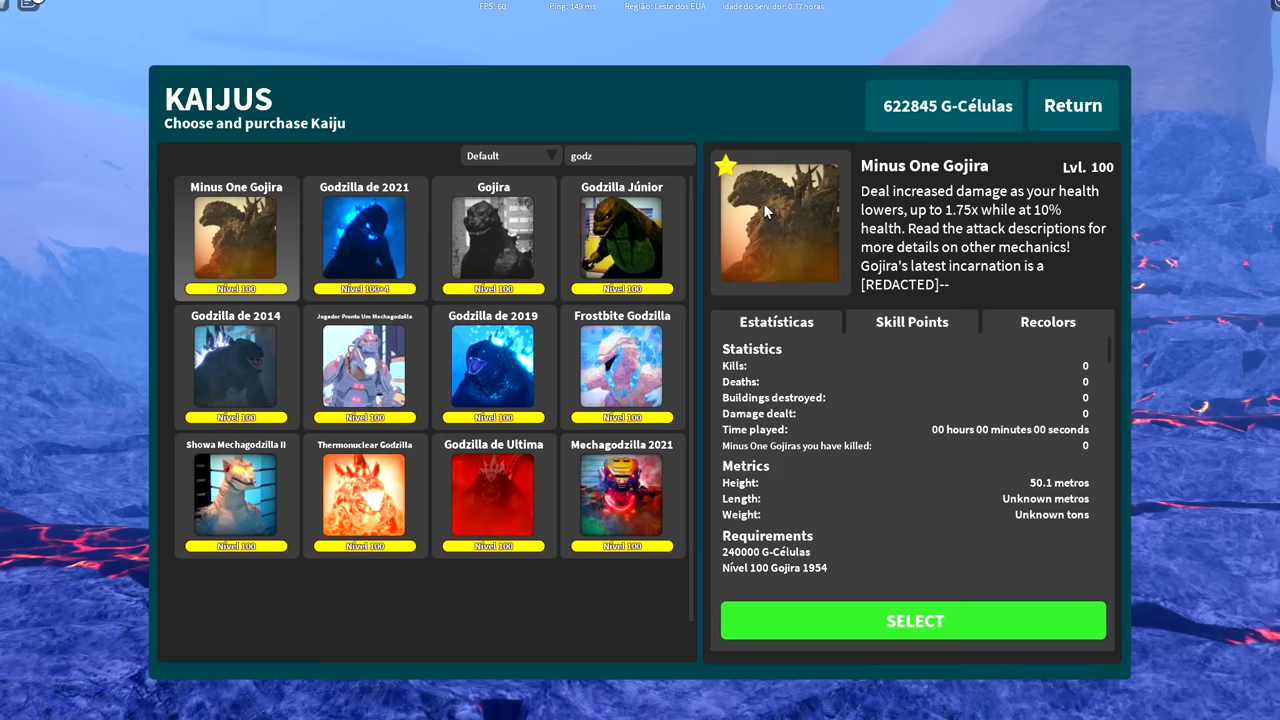 FPS: 60 Ping: 149 ms Região: Leste dos EUA Idade do Servidor: 0.77 horas
KAIJUS
Choose and purchase Kaiju
622845 G-Células
Return
Default
godz
Minus One Gojira
Nível 100
Godzilla de 2021
Nível 100+4
Gojira
Nível 100
Godzilla Júnior
Nível 100
Godzilla de 2014
Nível 100
Jogador Pronto Um Mechagodzilla
Nível 100
Godzilla de 2019
Nível 100
Frostbite Godzilla
Nível 100
Showa Mechagodzilla II
Nível 100
Thermonuclear Godzilla
Nível 100
Godzilla de Ultima
Nível 100
Mechagodzilla 2021
Nível 100
Minus One Gojira Lvl. 100
Deal increased damage as your health
lowers, up to 1.75x while at 10%
health. Read the attack descriptions for
more details on other mechanics!
Gojira's latest incarnation is a
[REDACTED]--
Estatísticas Skill Points Recolors
Statistics
Kills: 0
Deaths: 0
Buildings destroyed: 0
Damage dealt: 0
Time played: 00 hours 00 minutes 00 seconds
Minus One Gojiras you have killed: 0
Metrics
Height: 50.1 metros
Length: Unknown metros
Weight: Unknown tons
Requirements
240000 G-Células
Nível 100 Gojira 1954
SELECT